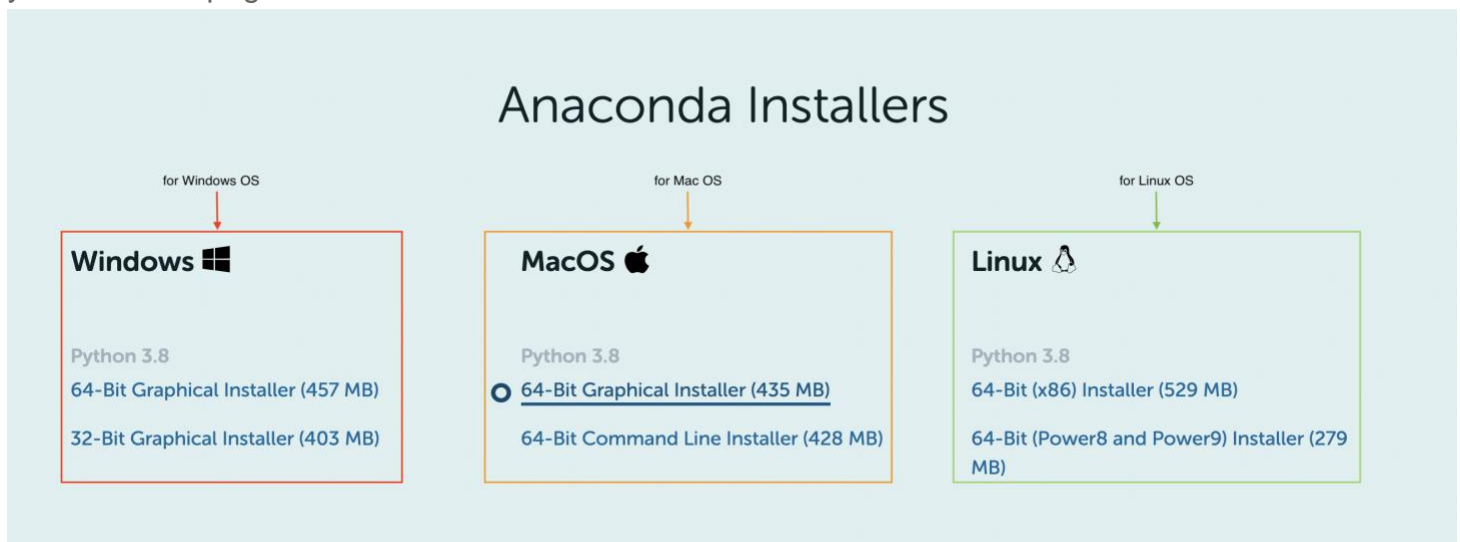 Anaconda Installers
for Windows OS
for Mac OS
for Linux OS
Windows
Python 3.8
64-Bit Graphical Installer (457 MB)
32-Bit Graphical Installer (403 MB)
MacOS
Python 3.8
64-Bit Graphical Installer (435 MB)
64-Bit Command Line Installer (428 MB)
Linux
Python 3.8
64-Bit (x86) Installer (529 MB)
64-Bit (Power8 and Power9) Installer (279
MB)